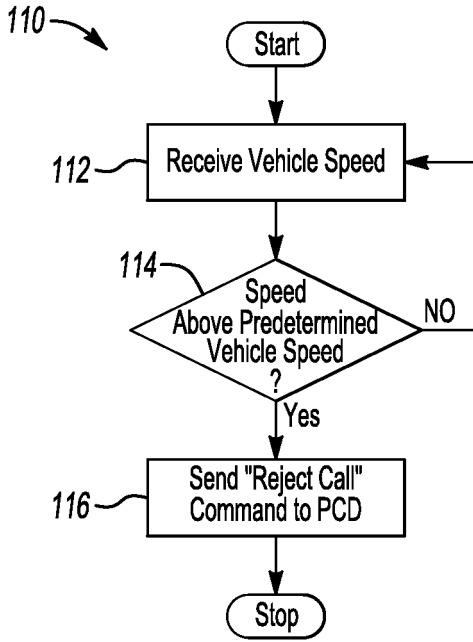 110
Start
112
Receive Vehicle Speed
114
Speed
Above Predetermined
Vehicle Speed
?
NO
Yes
116
Send "Reject Call"
Command to PCD
Stop